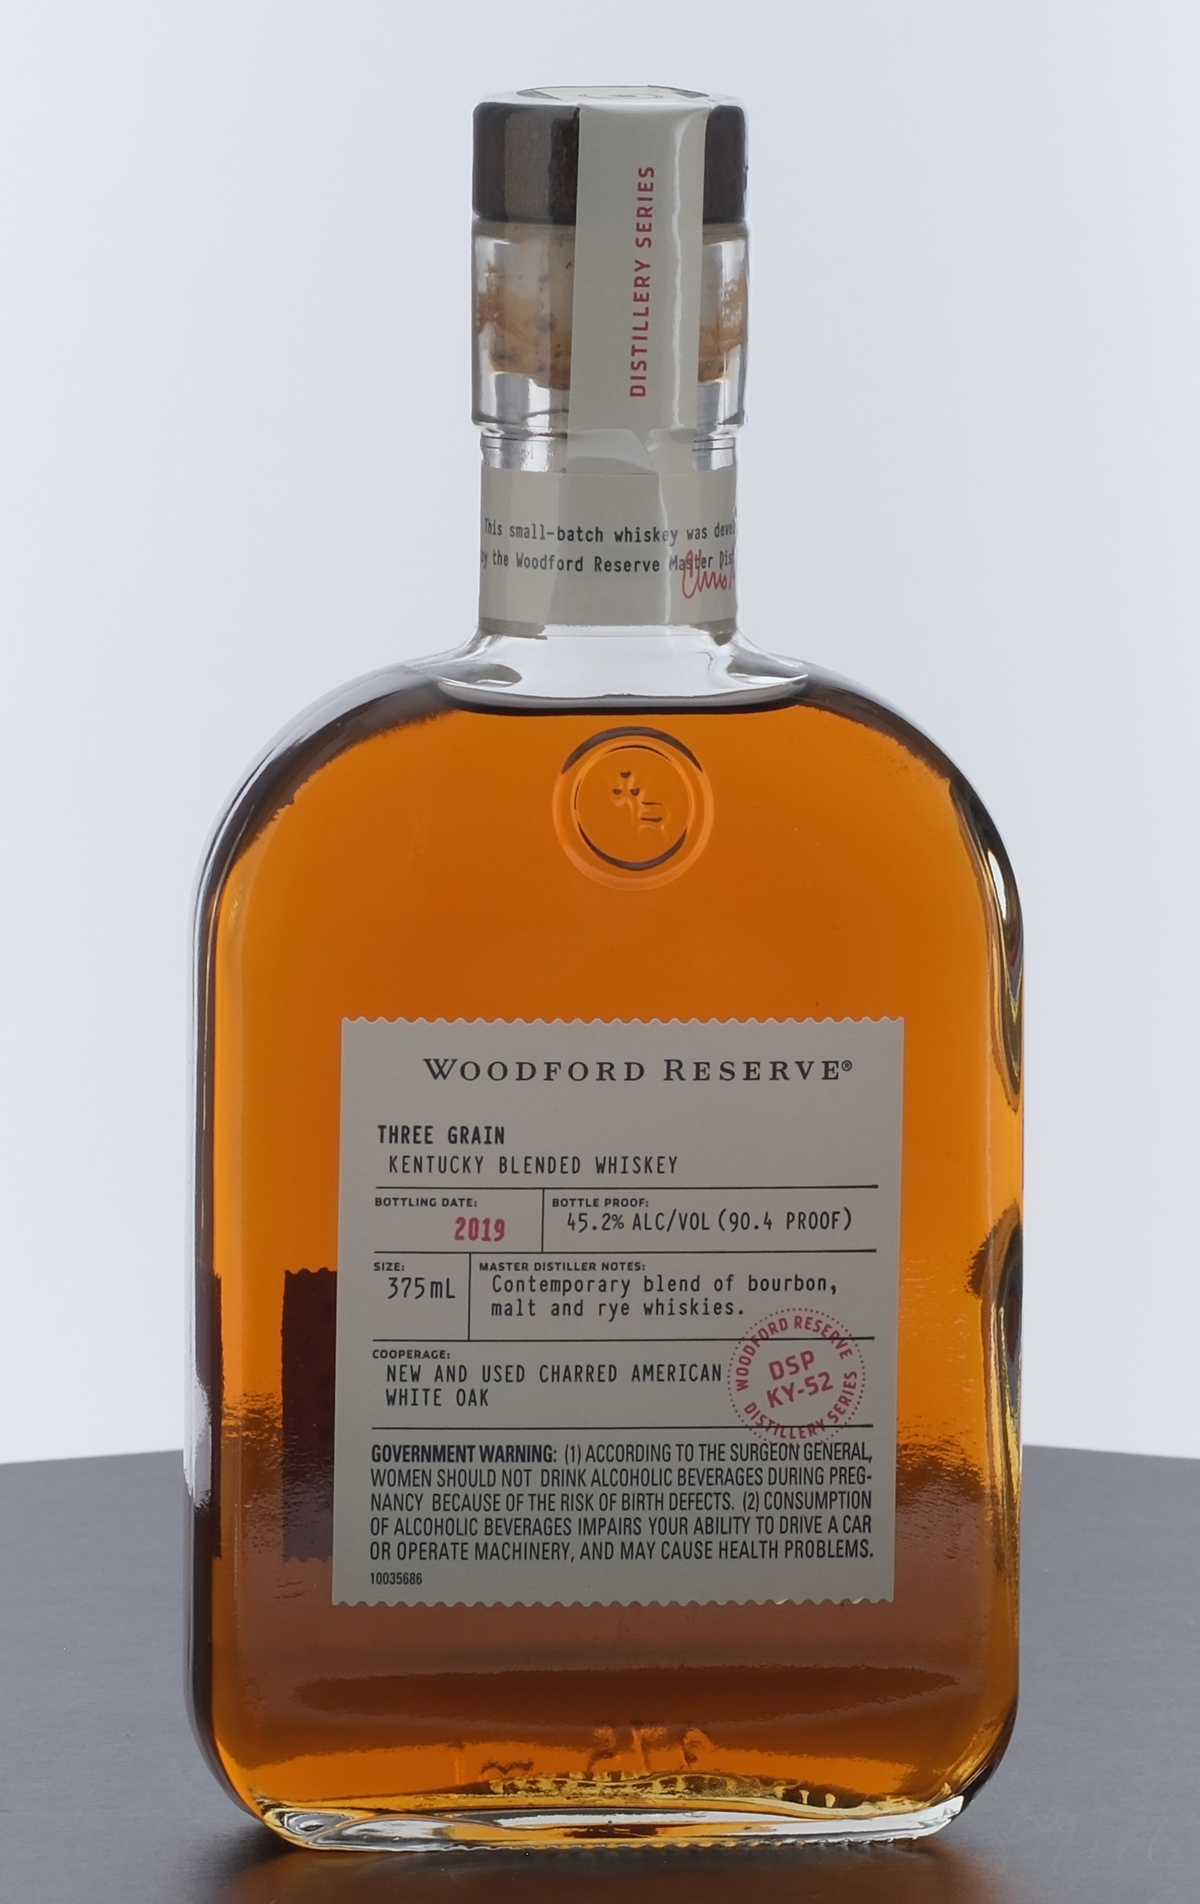 DISTILLERY SERIES
This small-batch whiskey was
the Woodford Reserve Master
WOODFORD RESERVE®
THREE GRAIN
KENTUCKY BLENDED WHISKEY
BOTTLING DATE:
2019
BOTTLE PROOF:
45.2% ALC/VOL (90.4 PROOF)
SIZE:
375mL
MASTER DISTILLER NOTES:
Contemporary blend of bourbon,
malt and rye whiskies.
COOPERAGE:
NEW AND USED CHARRED AMERICAN
WHITE OAK
WOODFORD RESERVE
DSP
KY-52
DISTILLERY SERIES
GOVERNMENT WARNING: (1) ACCORDING TO THE SURGEON GENERAL,
WOMEN SHOULD NOT DRINK ALCOHOLIC BEVERAGES DURING PREG-
NANCY BECAUSE OF THE RISK OF BIRTH DEFECTS. (2) CONSUMPTION
OF ALCOHOLIC BEVERAGES IMPAIRS YOUR ABILITY TO DRIVE A CAR
OR OPERATE MACHINERY, AND MAY CAUSE HEALTH PROBLEMS.
10035686